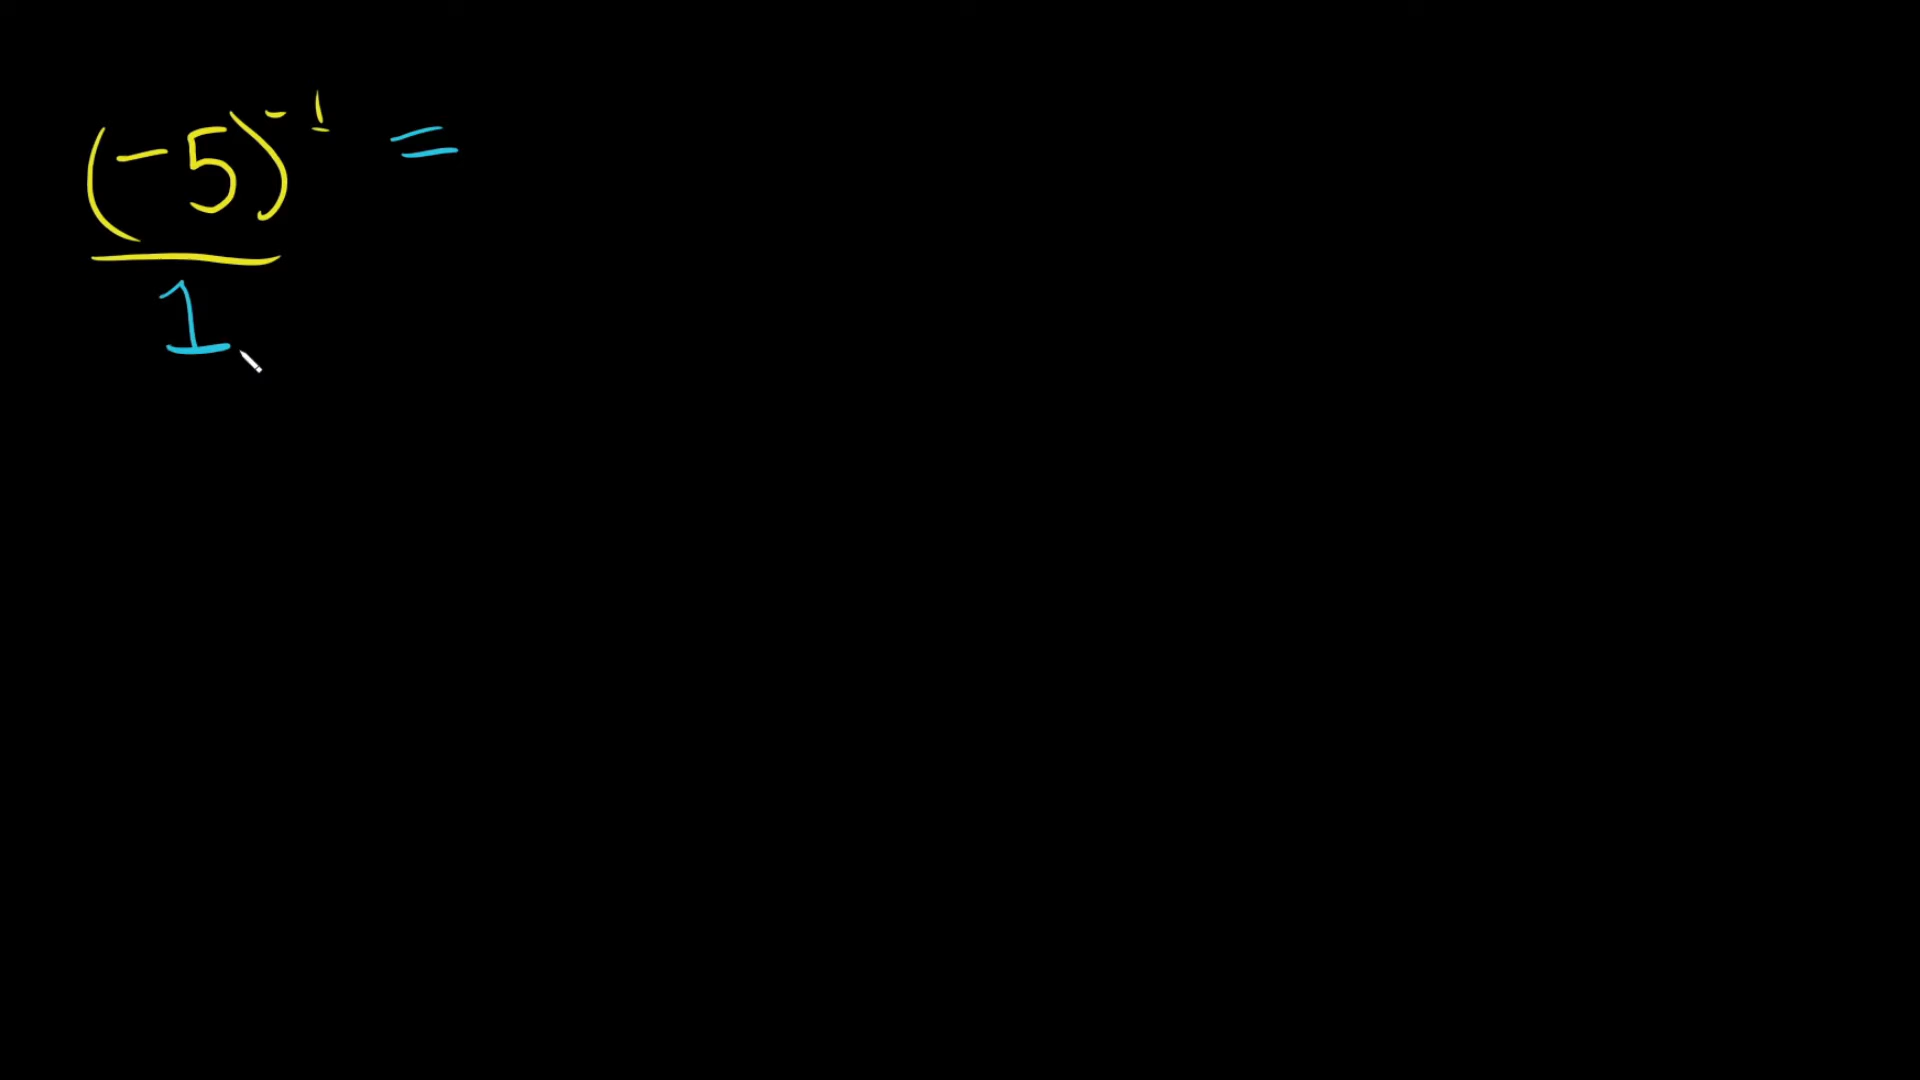 (-5)⁻¹ =
1